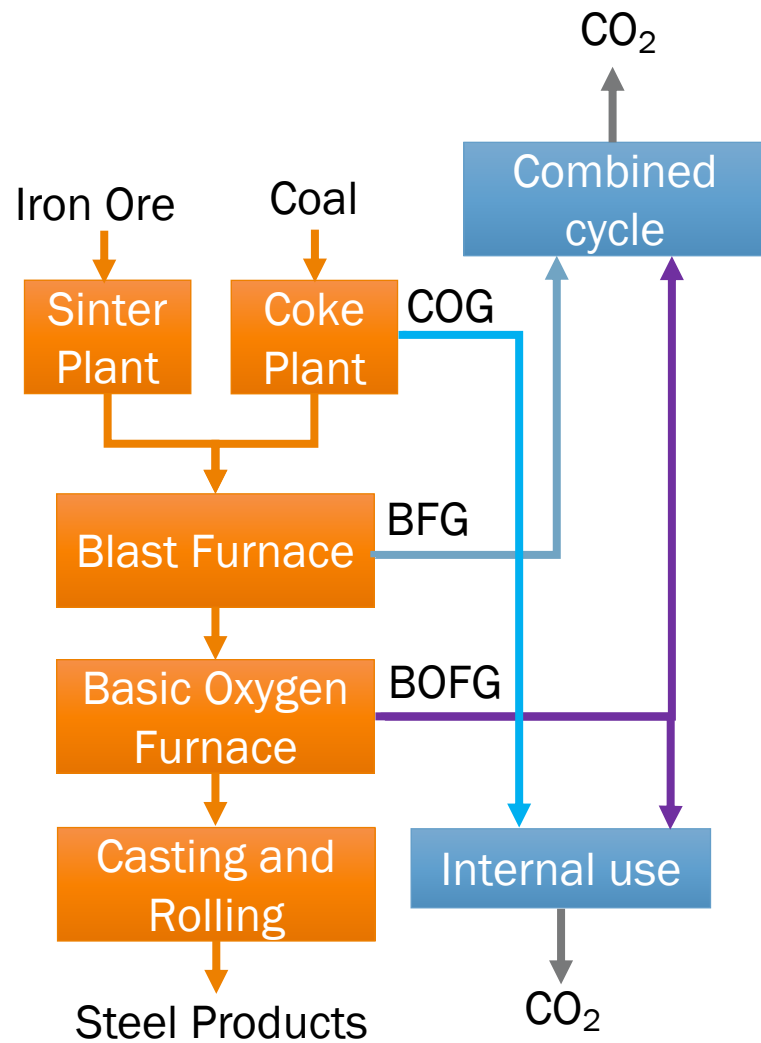 CO₂
Combined
cycle
Iron Ore
Coal
Sinter
Plant
Coke
Plant
COG
Blast Furnace
BFG
Basic Oxygen
Furnace
BOFG
Casting and
Rolling
Internal use
Steel Products
CO₂